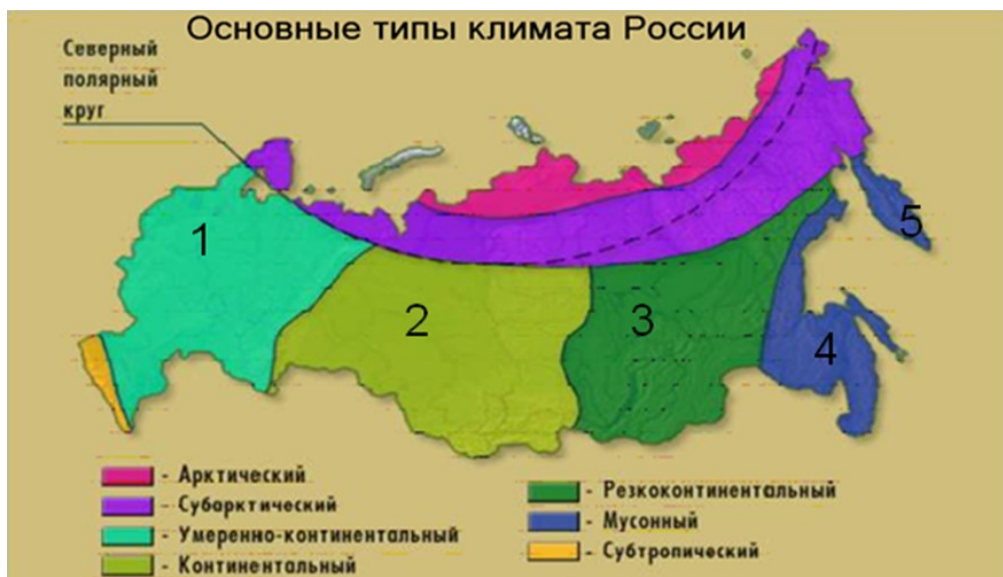 Основные типы климата России
Северный
полярный
круг
1
2
3
4
5
- Арктический
- Субарктический
- Умеренно-континентальный
- Континентальный
- Резкоконтинентальный
- Мусонный
- Субтропический